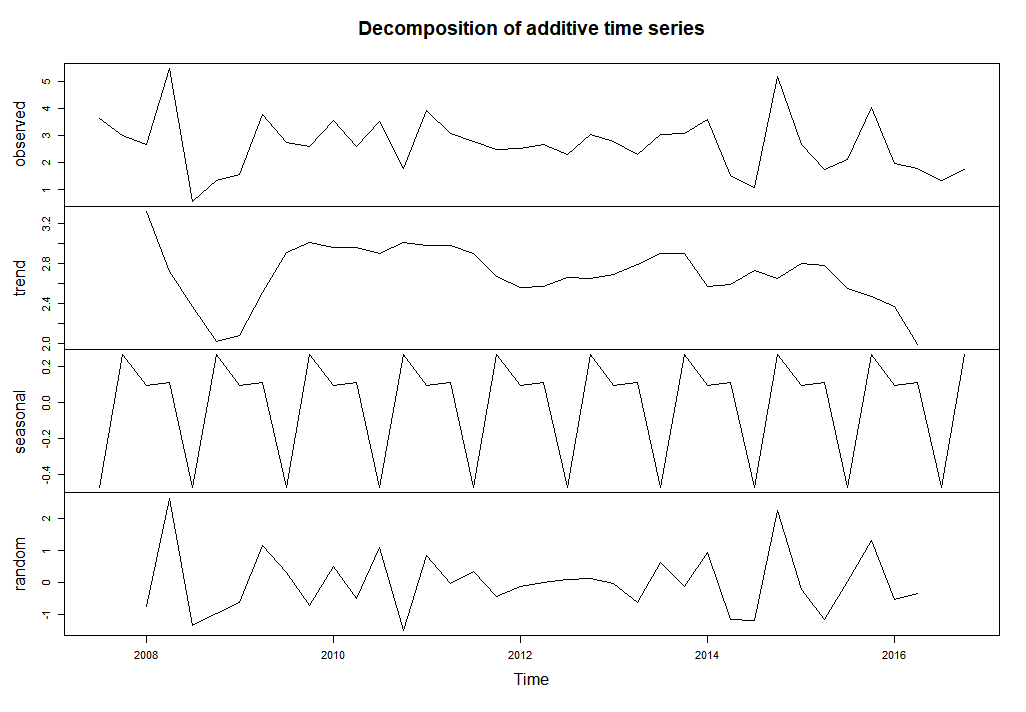 Decomposition of additive time series
observed
1 2 3 4 5
trend
2.0 2.4 2.8 3.2
seasonal
-0.4 -0.2 0.0 0.2
random
-1 0 1 2
2008 2010 2012 2014 2016
Time